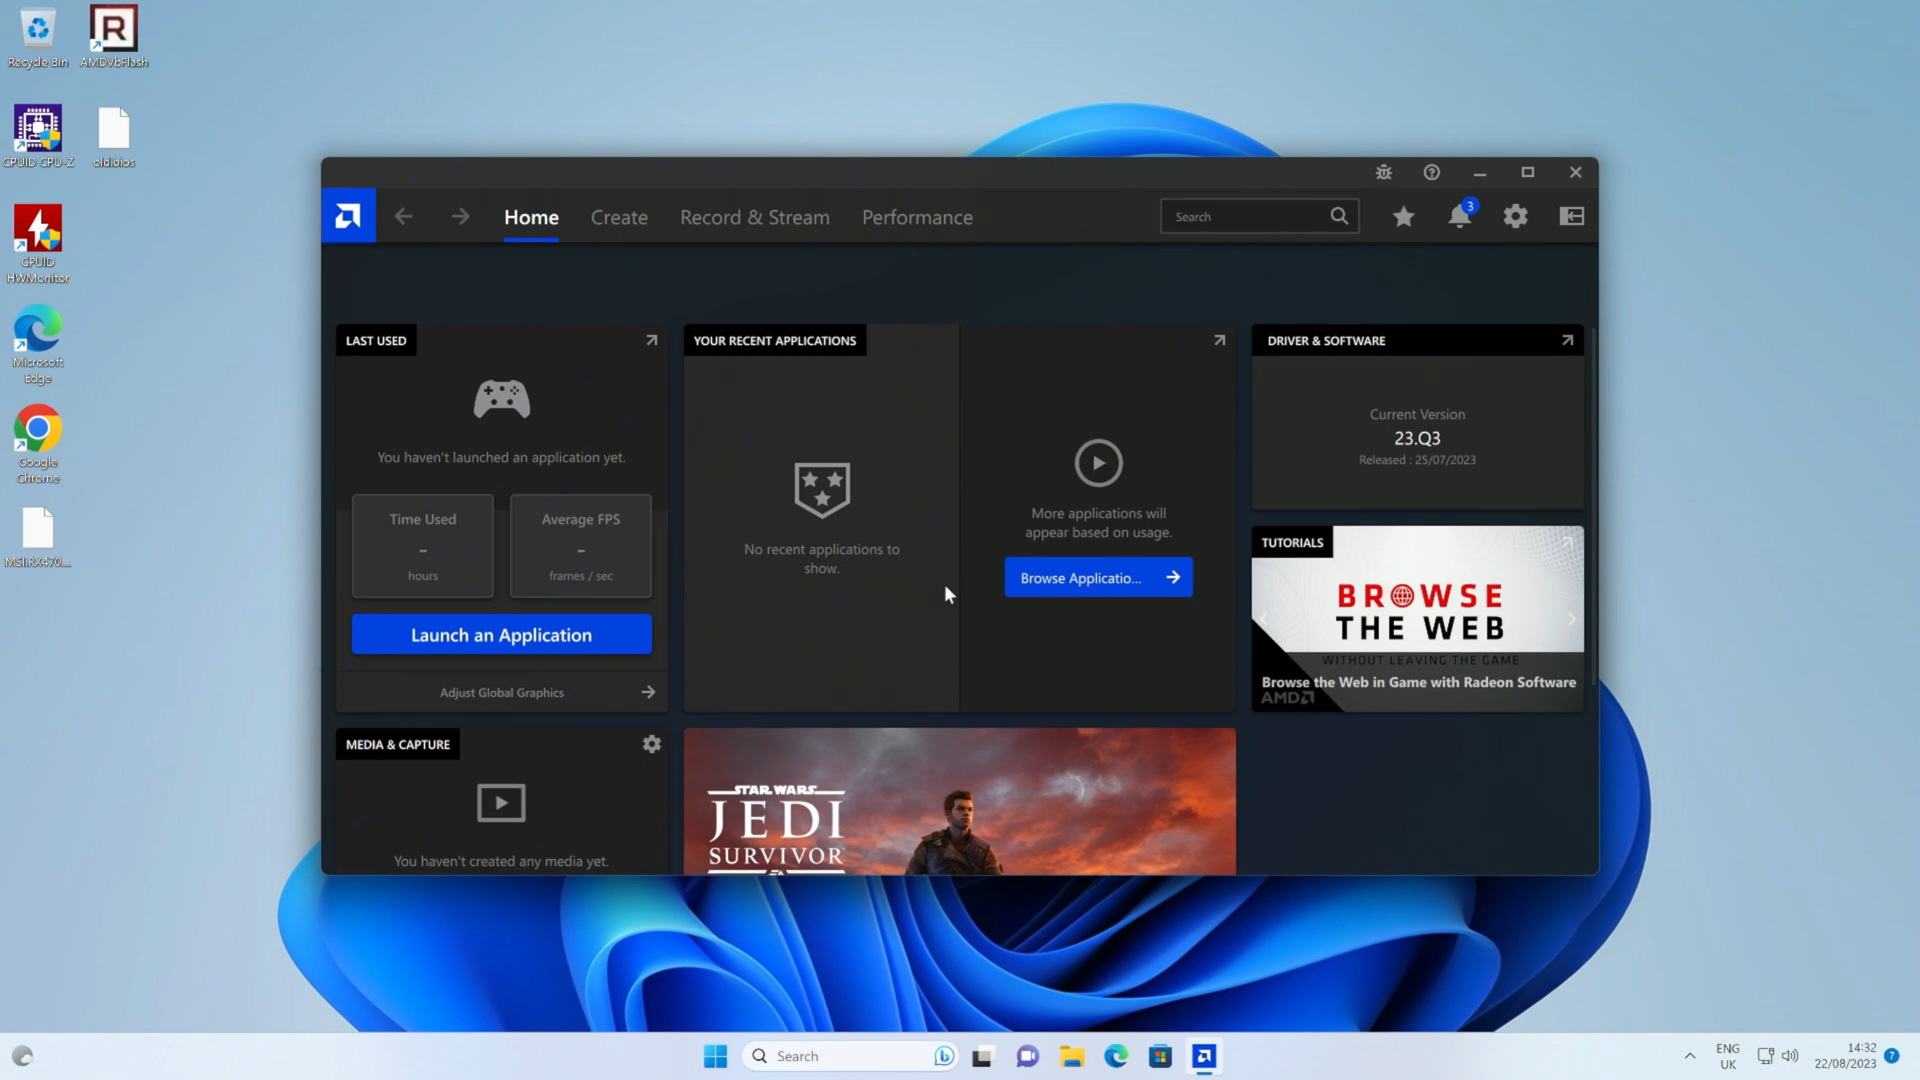 Recycle Bin
AMDVbFlash
CPUID CPU-Z
oldbios
CPUID
HWMonitor
Microsoft
Edge
Google
Chrome
MSI.RX470....
Home
Create
Record & Stream
Performance
Search
3
LAST USED
You haven't launched an application yet.
Time Used
-
hours
Average FPS
-
frames / sec
Launch an Application
Adjust Global Graphics
YOUR RECENT APPLICATIONS
No recent applications to
show.
More applications will
appear based on usage.
Browse Applicatio...
DRIVER & SOFTWARE
Current Version
23.Q3
Released : 25/07/2023
TUTORIALS
BROWSE
THE WEB
WITHOUT LEAVING THE GAME
Browse the Web in Game with Radeon Software
AMD
MEDIA & CAPTURE
You haven't created any media yet.
STAR WARS
JEDI
SURVIVOR
Search
ENG
UK
14:32
22/08/2023
7